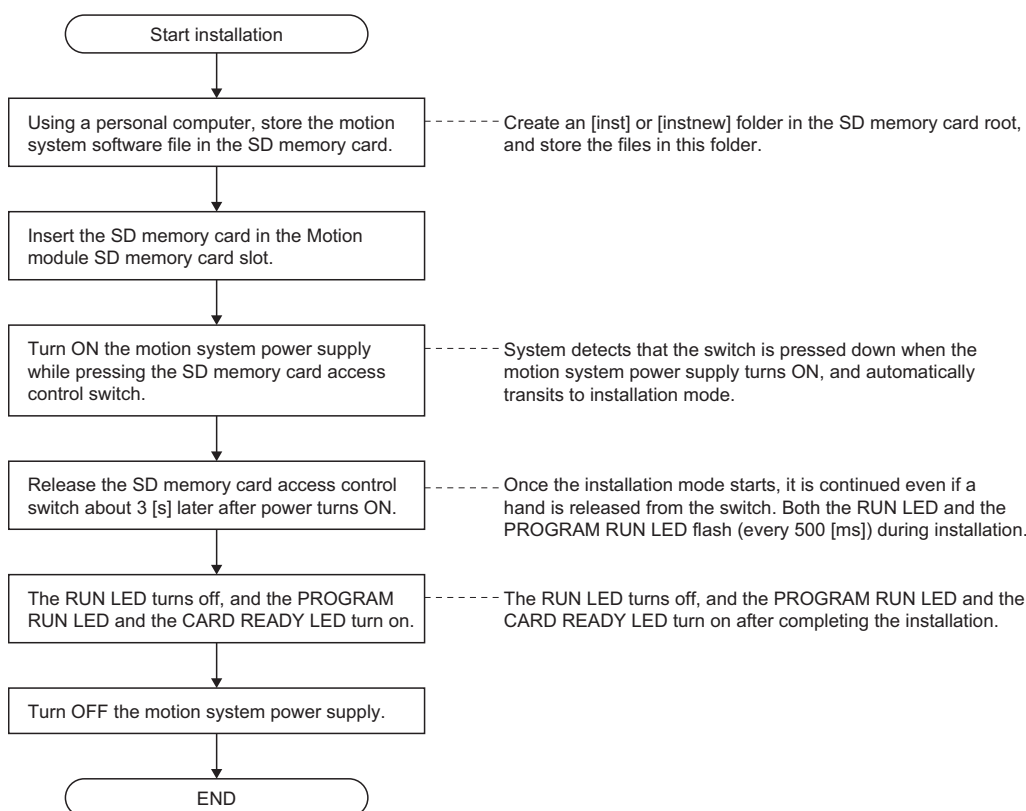 Start installation
Using a personal computer, store the motion
system software file in the SD memory card.
Create an [inst] or [instnew] folder in the SD memory card root,
and store the files in this folder.
Insert the SD memory card in the Motion
module SD memory card slot.
Turn ON the motion system power supply
while pressing the SD memory card access
control switch.
System detects that the switch is pressed down when the
motion system power supply turns ON, and automatically
transits to installation mode.
Release the SD memory card access control
switch about 3 [s] later after power turns ON.
Once the installation mode starts, it is continued even if a
hand is released from the switch. Both the RUN LED and the
PROGRAM RUN LED flash (every 500 [ms]) during installation.
The RUN LED turns off, and the PROGRAM
RUN LED and the CARD READY LED turn on.
The RUN LED turns off, and the PROGRAM RUN LED and the
CARD READY LED turn on after completing the installation.
Turn OFF the motion system power supply.
END